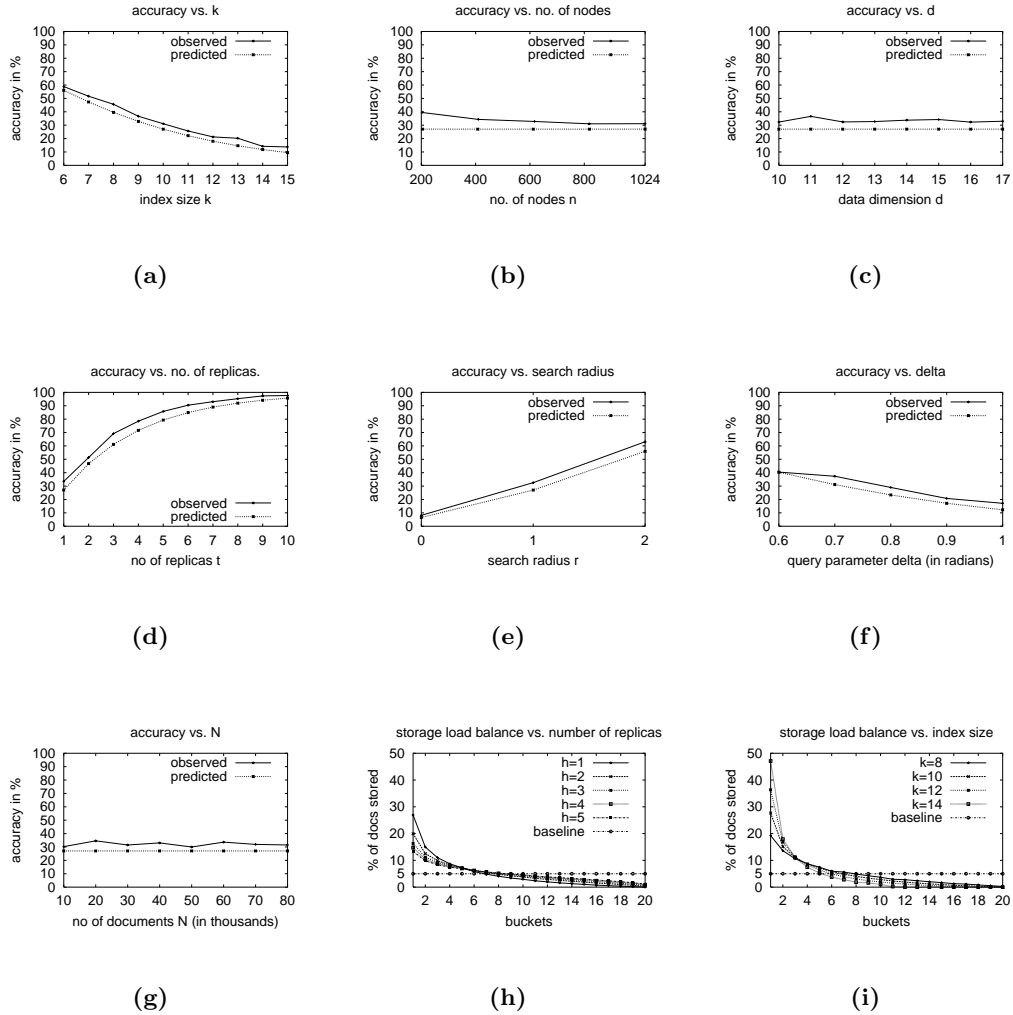 accuracy vs. k
accuracy in %
100
90
80
70
60
50
40
30
20
10
0
observed
predicted
6 7 8 9 10 11 12 13 14 15
index size k
(a)
accuracy vs. no. of nodes
accuracy in %
100
90
80
70
60
50
40
30
20
10
0
observed
predicted
200 400 600 800 1024
no. of nodes n
(b)
accuracy vs. d
accuracy in %
100
90
80
70
60
50
40
30
20
10
0
observed
predicted
10 11 12 13 14 15 16 17
data dimension d
(c)
accuracy vs. no. of replicas.
accuracy in %
100
90
80
70
60
50
40
30
20
10
0
observed
predicted
1 2 3 4 5 6 7 8 9 10
no of replicas t
(d)
accuracy vs. search radius
accuracy in %
100
90
80
70
60
50
40
30
20
10
0
observed
predicted
0 1 2
search radius r
(e)
accuracy vs. delta
accuracy in %
100
90
80
70
60
50
40
30
20
10
0
observed
predicted
0.6 0.7 0.8 0.9 1
query parameter delta (in radians)
(f)
accuracy vs. N
accuracy in %
100
90
80
70
60
50
40
30
20
10
0
observed
predicted
10 20 30 40 50 60 70 80
no of documents N (in thousands)
(g)
storage load balance vs. number of replicas
% of docs stored
50
40
30
20
10
5
0
h=1
h=2
h=3
h=4
h=5
baseline
2 4 6 8 10 12 14 16 18 20
buckets
(h)
storage load balance vs. index size
% of docs stored
50
40
30
20
10
5
0
k=8
k=10
k=12
k=14
baseline
2 4 6 8 10 12 14 16 18 20
buckets
(i)